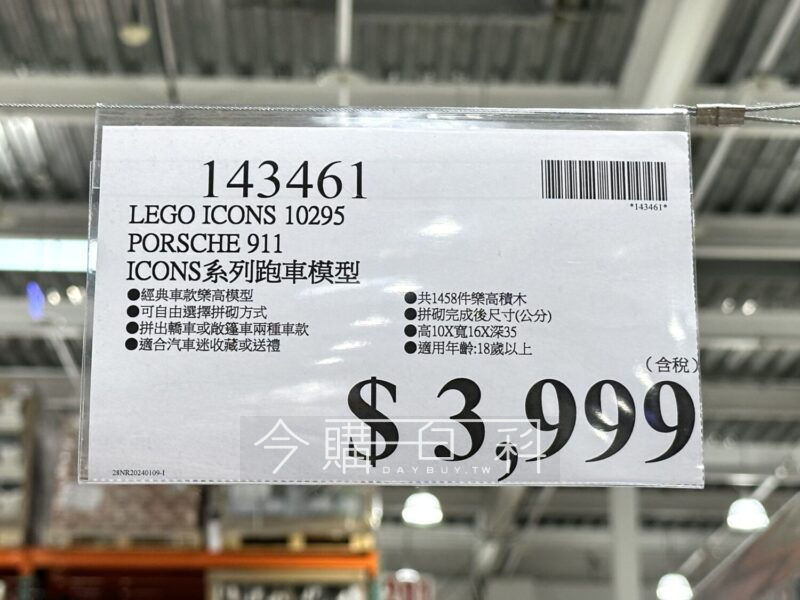 143461
*143461*
LEGO ICONS 10295
PORSCHE 911
ICONS系列跑車模型
●經典車款樂高模型
●可自由選擇拼砌方式
●拼出轎車或敞篷車兩種車款
●適合汽車迷收藏或送禮
●共1458件樂高積木
●拼砌完成後尺寸(公分)
●高10X寬16X深35
●適用年齡:18歲以上
(含稅)
$3,999
今購百科
DAYBUY.TW
28NR20240109-1